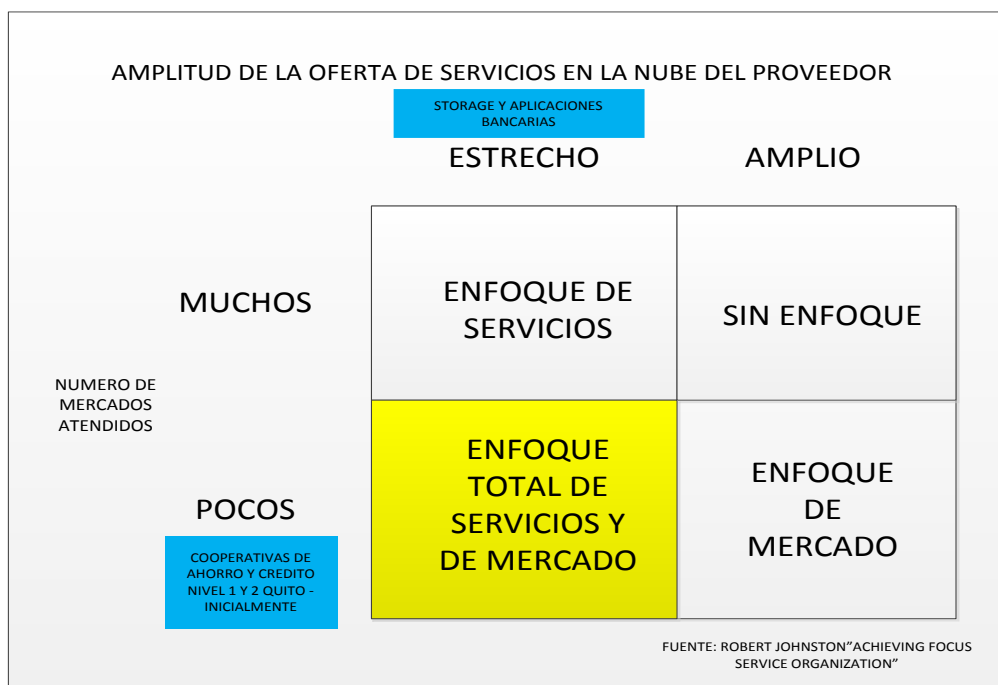 AMPLITUD DE LA OFERTA DE SERVICIOS EN LA NUBE DEL PROVEEDOR
STORAGE Y APLICACIONES
BANCARIAS
ESTRECHO
AMPLIO
MUCHOS
ENFOQUE DE
SERVICIOS
SIN ENFOQUE
NUMERO DE
MERCADOS
ATENDIDOS
POCOS
COOPERATIVAS DE
AHORRO Y CREDITO
NIVEL 1 Y 2 QUITO -
INICIALMENTE
ENFOQUE
TOTAL DE
SERVICIOS Y
DE MERCADO
ENFOQUE
DE
MERCADO
FUENTE: ROBERT JOHNSTON"ACHIEVING FOCUS
SERVICE ORGANIZATION"